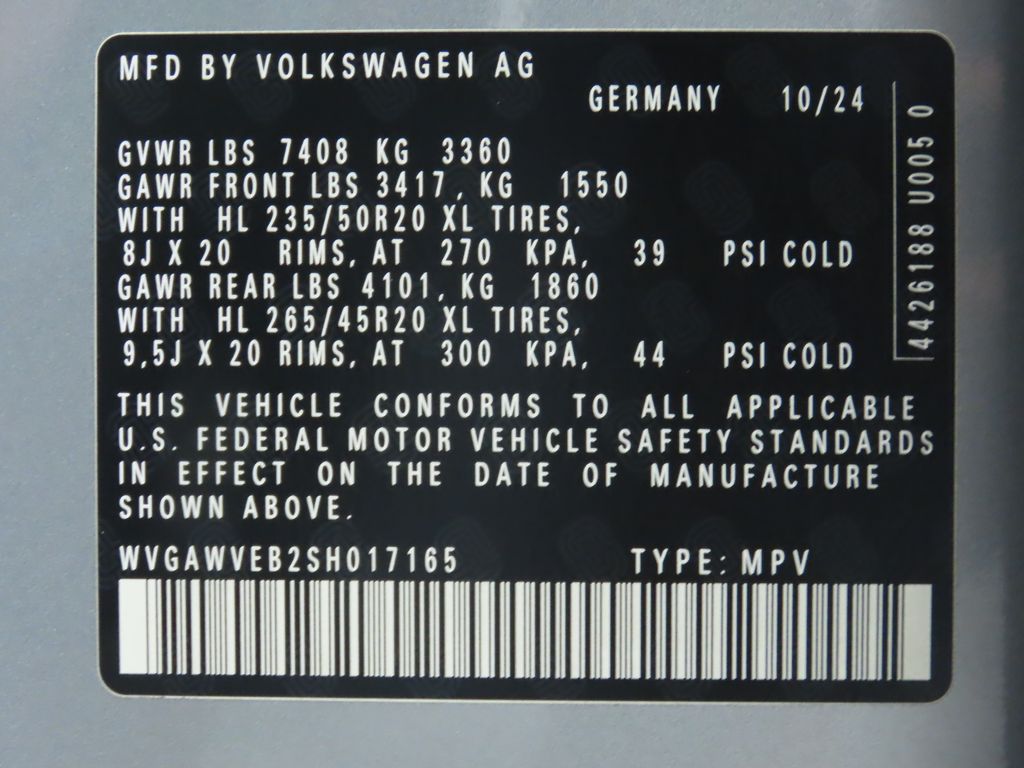 MFD BY VOLKSWAGEN AG
GERMANY 10/24
GVWR LBS 7408 KG 3360
GAWR FRONT LBS 3417, KG 1550
WITH HL 235/50R20 XL TIRES,
8J X 20 RIMS, AT 270 KPA, 39 PSI COLD
GAWR REAR LBS 4101, KG 1860
WITH HL 265/45R20 XL TIRES,
9,5J X 20 RIMS, AT 300 KPA, 44 PSI COLD
THIS VEHICLE CONFORMS TO ALL APPLICABLE
U.S. FEDERAL MOTOR VEHICLE SAFETY STANDARDS
IN EFFECT ON THE DATE OF MANUFACTURE
SHOWN ABOVE.
WVGAWVEB2SH017165 TYPE: MPV
4426188 U005 0